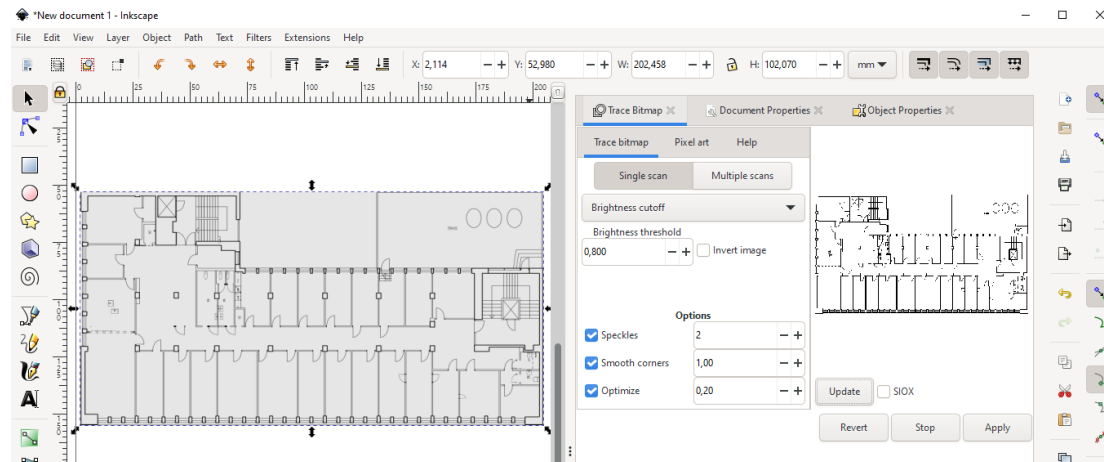 *New document 1 - Inkscape
File Edit View Layer Object Path Text Filters Extensions Help
X: 2,114 Y: 52,980 W: 202,458 H: 102,070 mm
0 25 50 75 100 125 150 175 200
Trace Bitmap Document Properties Object Properties
Trace bitmap Pixel art Help
Single scan Multiple scans
Brightness cutoff
Brightness threshold
0,800 Invert image
Options
Speckles 2
Smooth corners 1,00
Optimize 0,20
Update SIOX
Revert Stop Apply